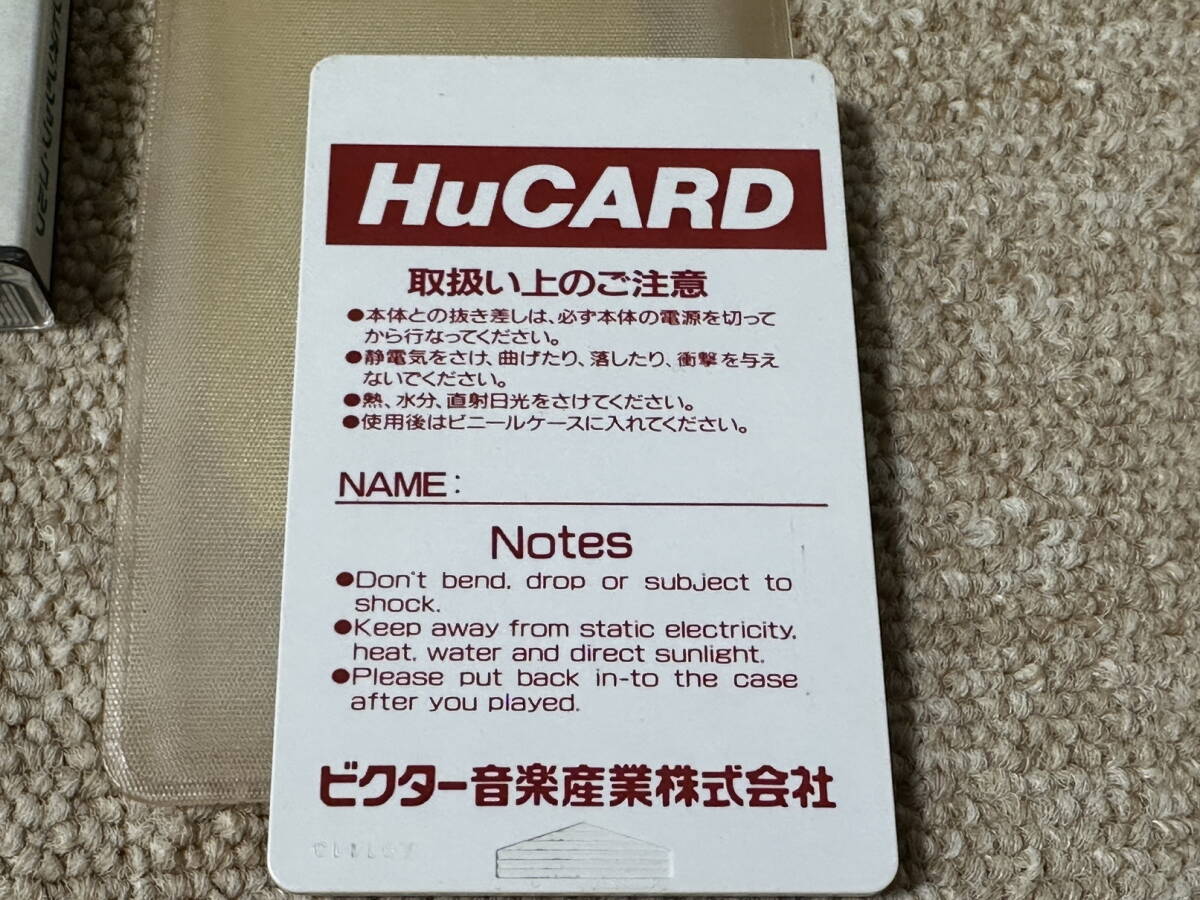 HuCARD
取扱い上のご注意
●本体との抜き差しは、必ず本体の電源を切って
から行なってください。
●静電気をさけ、曲げたり、落したり、衝撃を与え
ないでください。
●熱、水分、直射日光をさけてください。
●使用後はビニールケースに入れてください。
NAME:
Notes
●Don't bend, drop or subject to
shock.
●Keep away from static electricity,
heat, water and direct sunlight.
●Please put back in-to the case
after you played.
ビクター音楽産業株式会社